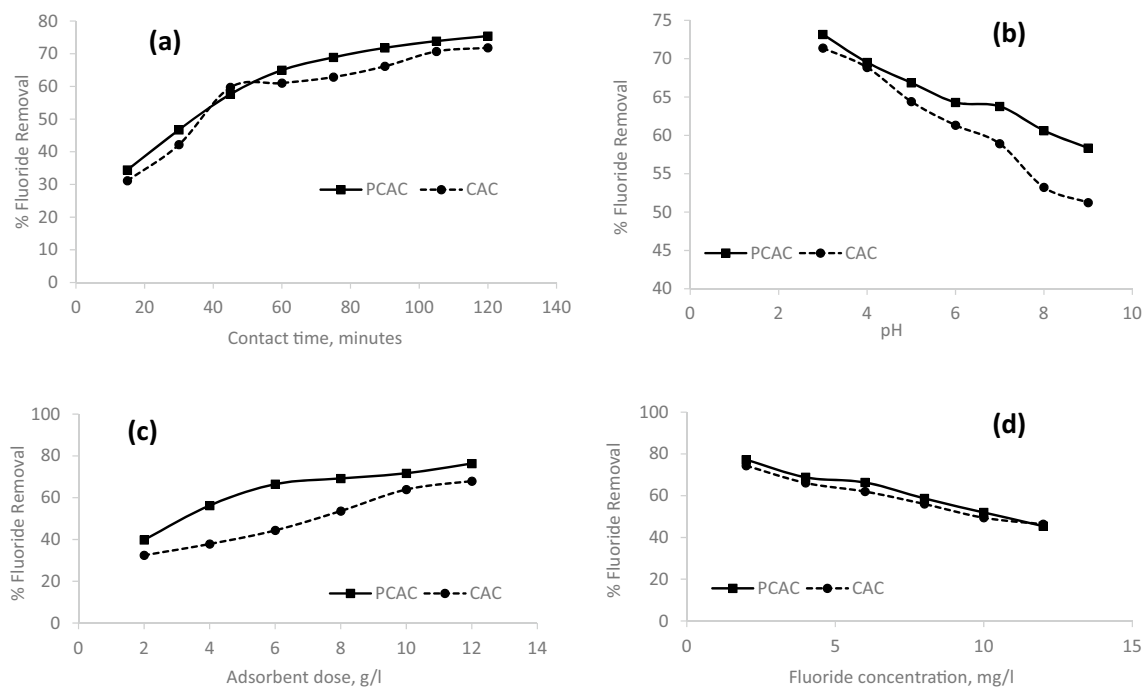 (a)
% Fluoride Removal
80
70
60
50
40
30
20
10
0
PCAC
CAC
0 20 40 60 80 100 120 140
Contact time, minutes
(b)
% Fluoride Removal
75
70
65
60
55
50
45
40
PCAC
CAC
0 2 4 6 8 10
pH
(c)
% Fluoride Removal
100
80
60
40
20
0
PCAC
CAC
0 2 4 6 8 10 12 14
Adsorbent dose, g/l
(d)
% Fluoride Removal
100
80
60
40
20
0
PCAC
CAC
0 5 10 15
Fluoride concentration, mg/l